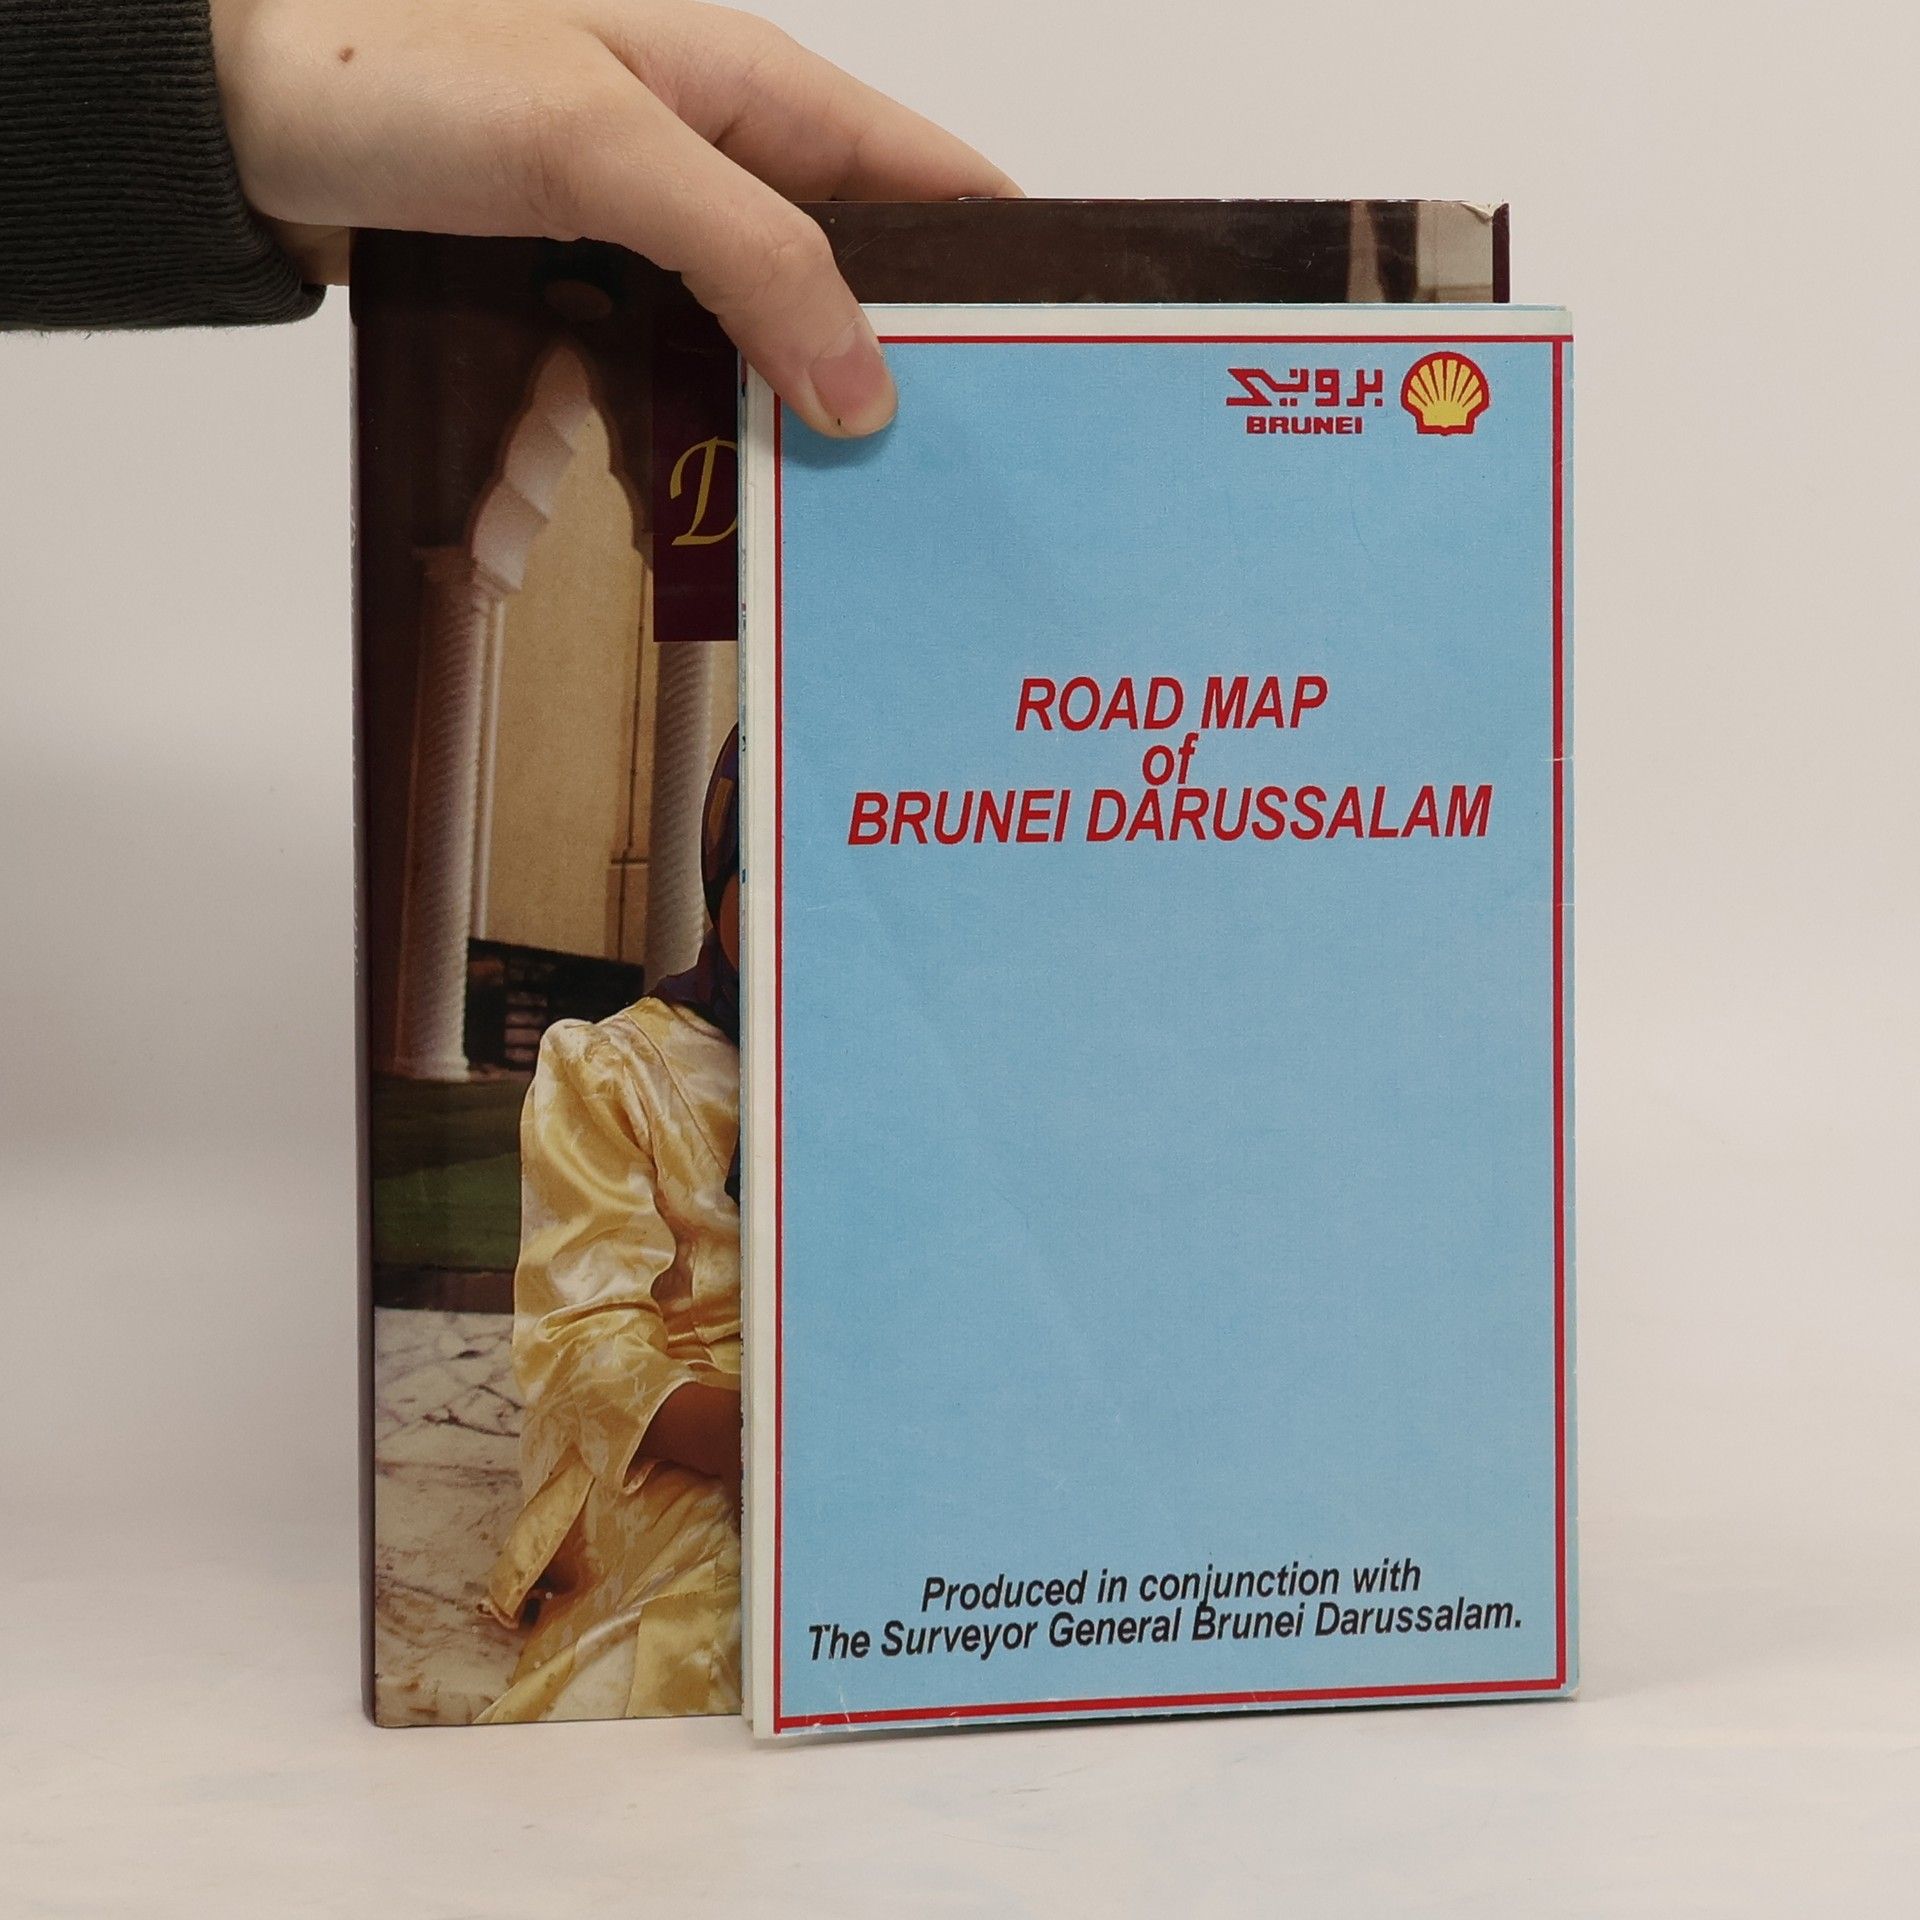 بروني
BRUNEI
D
ROAD MAP
of
BRUNEI DARUSSALAM
Produced in conjunction with
The Surveyor General Brunei Darussalam.